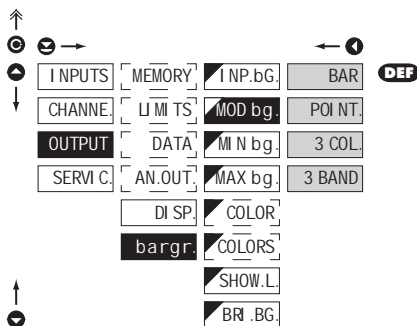 C
DEF
INPUTS MEMORY INP.bG. BAR
CHANNE. LIMITS MOD bg. POINT.
OUTPUT DATA MIN bg. 3 COL.
SERVIC. AN.OUT. MAX bg. 3 BAND
DISP. COLOR
bargr. COLORS
SHOW.L.
BRI.BG.